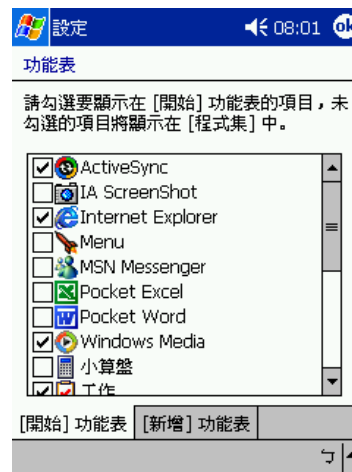 設定 08:01 ok
功能表
請勾選要顯示在 [開始] 功能表的項目，未
勾選的項目將顯示在 [程式集] 中。
ActiveSync
IA ScreenShot
Internet Explorer
Menu
MSN Messenger
Pocket Excel
Pocket Word
Windows Media
小算盤
工作
[開始] 功能表 [新增] 功能表
ㄅ